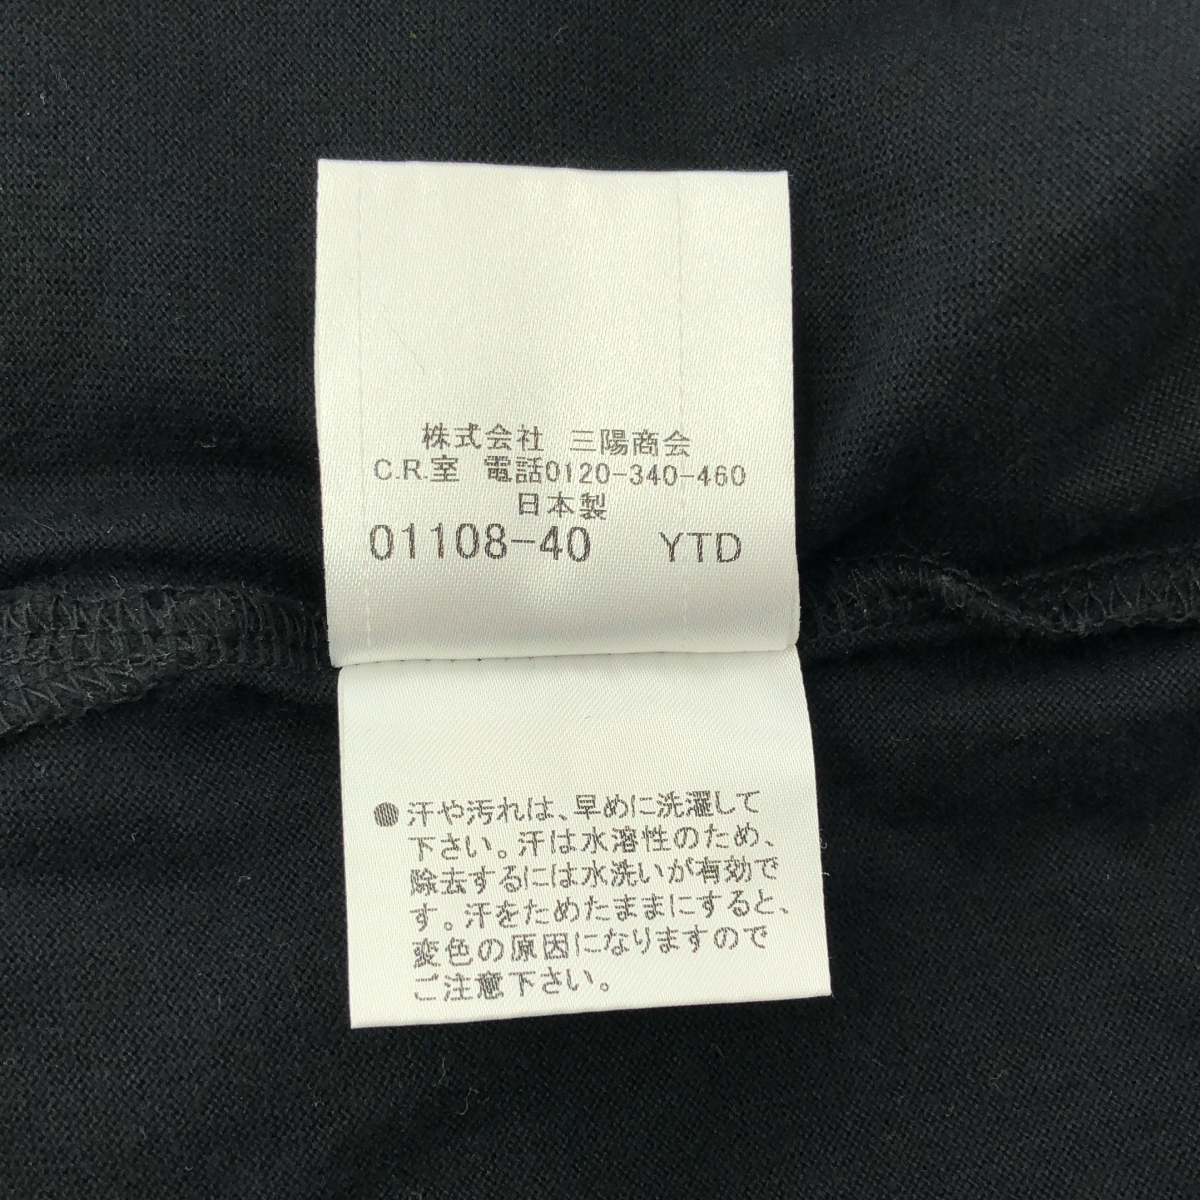 株式会社 三陽商会
C.R.室 電話0120-340-460
日本製
01108-40 YTD
●汗や汚れは、早めに洗濯して
下さい。汗は水溶性のため、
除去するには水洗いが有効で
す。汗をためたままにすると、
変色の原因になりますので
ご注意下さい。